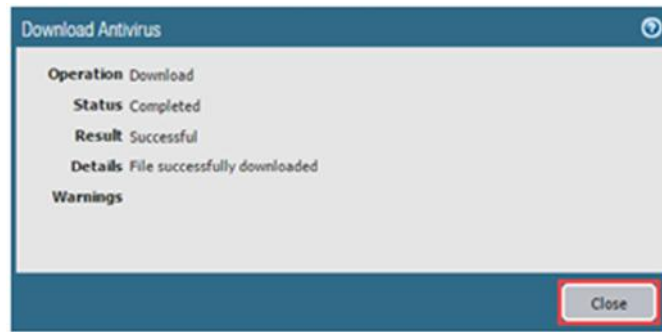 Download Antivirus
Operation Download
Status Completed
Result Successful
Details File successfully downloaded
Warnings
Close